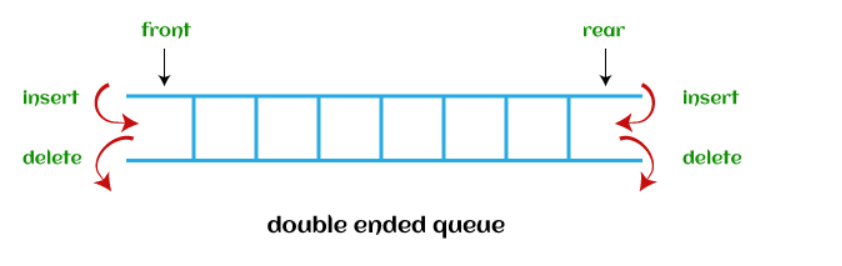 front rear
insert insert
delete delete
double ended queue